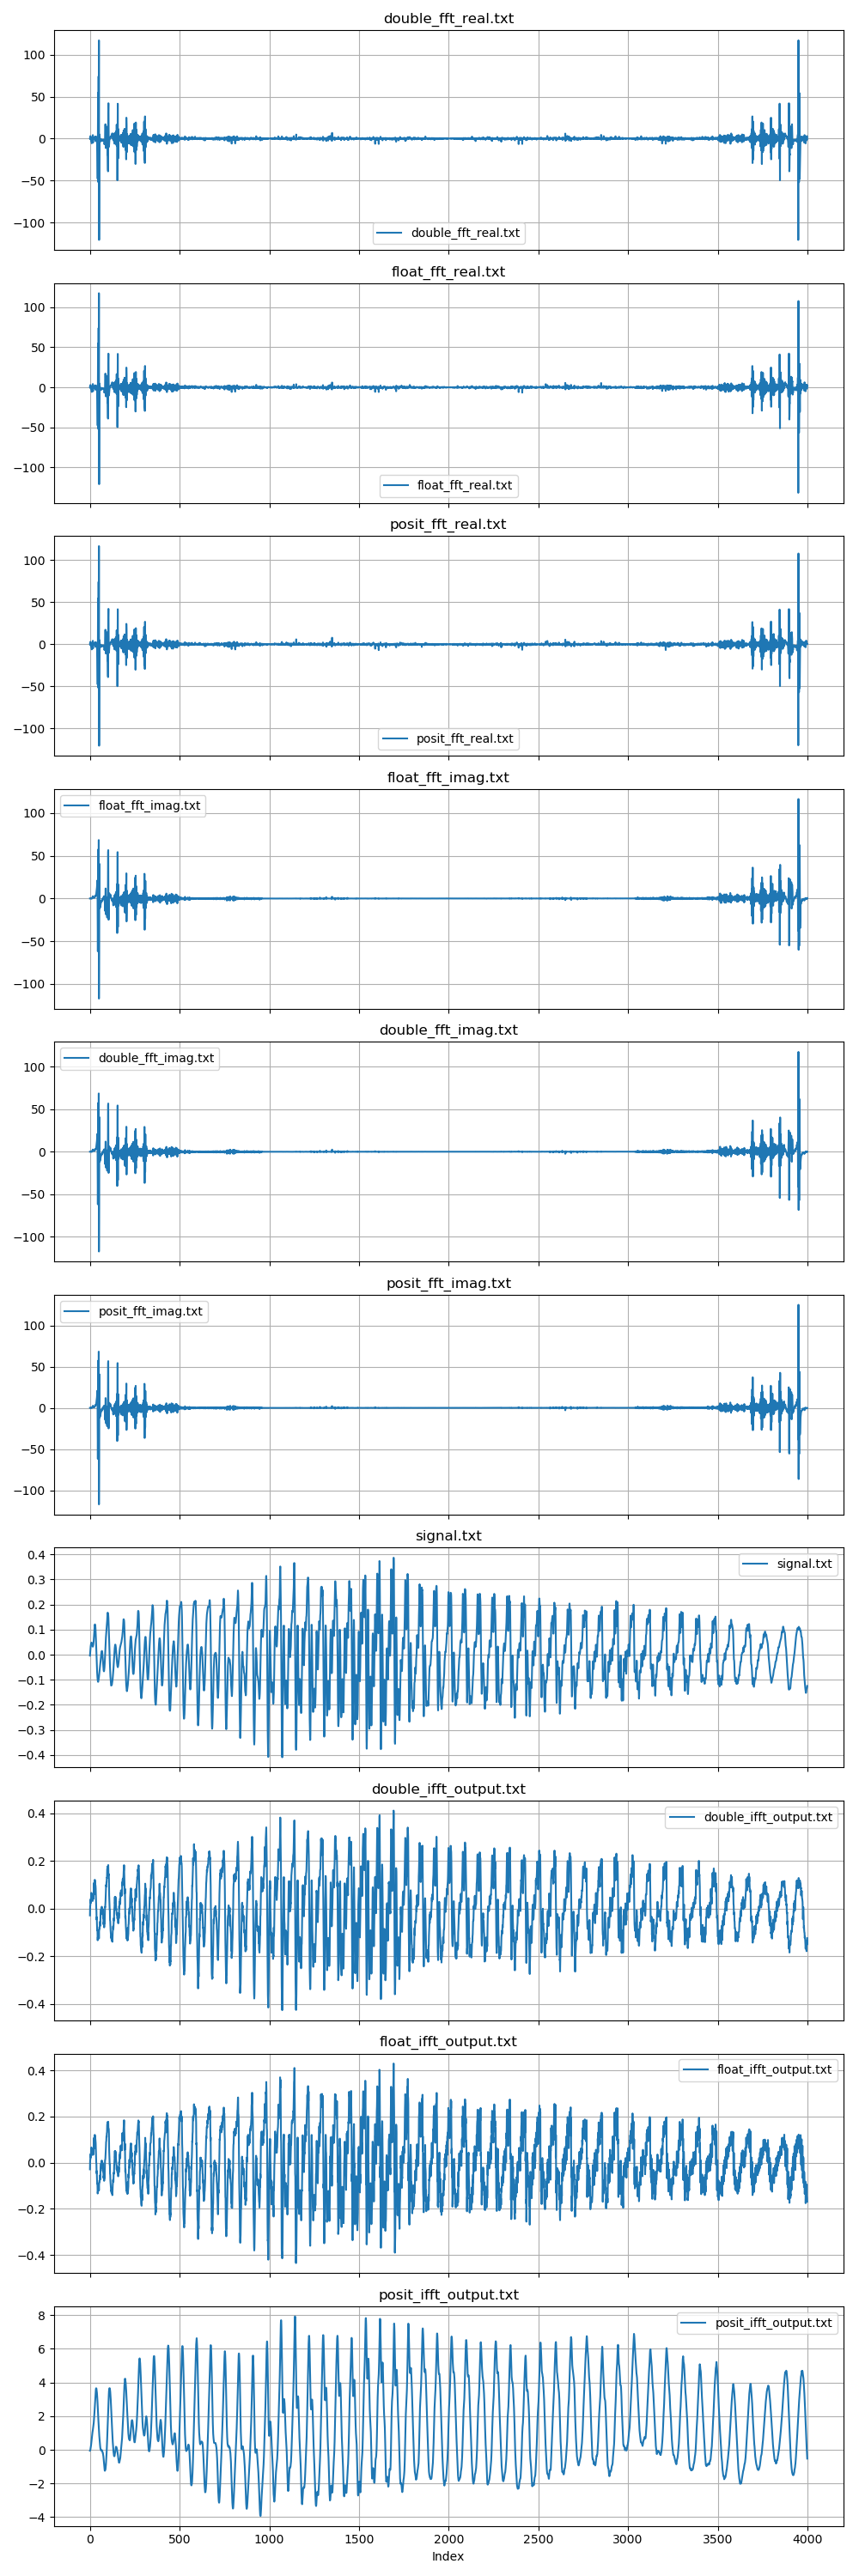 double_fft_real.txt
100
50
0
−50
−100
double_fft_real.txt
float_fft_real.txt
100
50
0
−50
−100
float_fft_real.txt
posit_fft_real.txt
100
50
0
−50
−100
posit_fft_real.txt
float_fft_imag.txt
float_fft_imag.txt
100
50
0
−50
−100
double_fft_imag.txt
double_fft_imag.txt
100
50
0
−50
−100
posit_fft_imag.txt
posit_fft_imag.txt
100
50
0
−50
−100
signal.txt
signal.txt
0.4
0.3
0.2
0.1
0.0
−0.1
−0.2
−0.3
−0.4
double_ifft_output.txt
double_ifft_output.txt
0.4
0.2
0.0
−0.2
−0.4
float_ifft_output.txt
float_ifft_output.txt
0.4
0.2
0.0
−0.2
−0.4
posit_ifft_output.txt
posit_ifft_output.txt
8
6
4
2
0
−2
−4
0 500 1000 1500 2000 2500 3000 3500 4000
Index